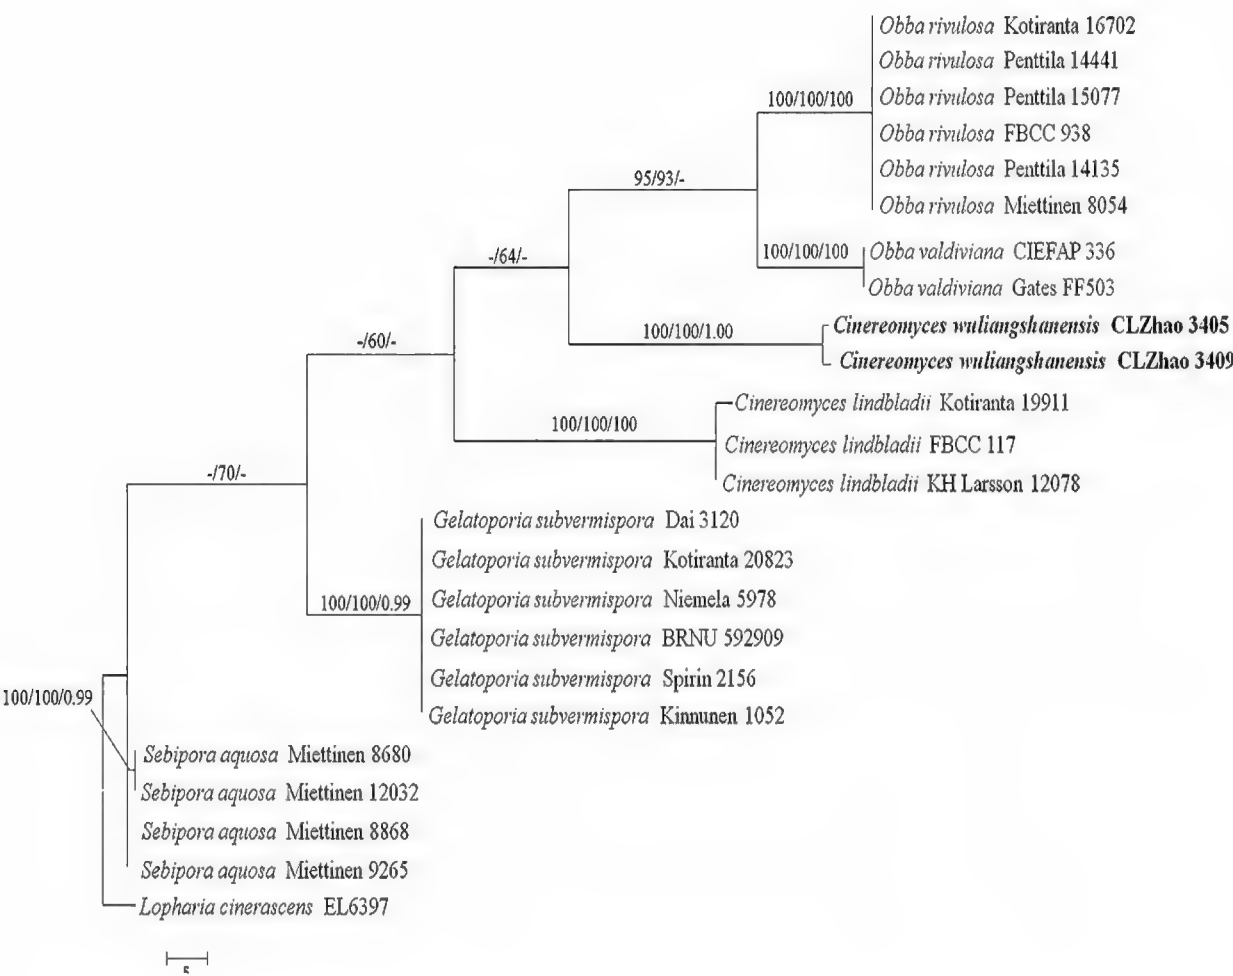 Obba rivulosa Kotiranta 16702
Obba rivulosa Penttila 14441
100/100/100
Obba rivulosa Penttila 15077
Obba rivulosa FBCC 938
Obba rivulosa Penttila 14135
95/93/-
Obba rivulosa Miettinen 8054
100/100/100
Obba valdiviana CIEFAP 336
-/64/-
Obba valdiviana Gates FF503
Cinereomyces wuliangshanensis CLZhao 3405
100/100/1.00
-/60/-
Cinereomyces wuliangshanensis CLZhao 3409
Cinereomyces lindbladii Kotiranta 19911
100/100/100
Cinereomyces lindbladii FBCC 117
-/70/-
Cinereomyces lindbladii KH Larsson 12078
Gelatoporia subvermispora Dai 3120
Gelatoporia subvermispora Kotiranta 20823
100/100/0.99
Gelatoporia subvermispora Niemela 5978
Gelatoporia subvermispora BRNU 592909
Gelatoporia subvermispora Spirin 2156
100/100/0.99
Gelatoporia subvermispora Kinnunen 1052
Sebipora aquosa Miettinen 8680
Sebipora aquosa Miettinen 12032
Sebipora aquosa Miettinen 8868
Sebipora aquosa Miettinen 9265
Lopharia cinerascens EL6397
5